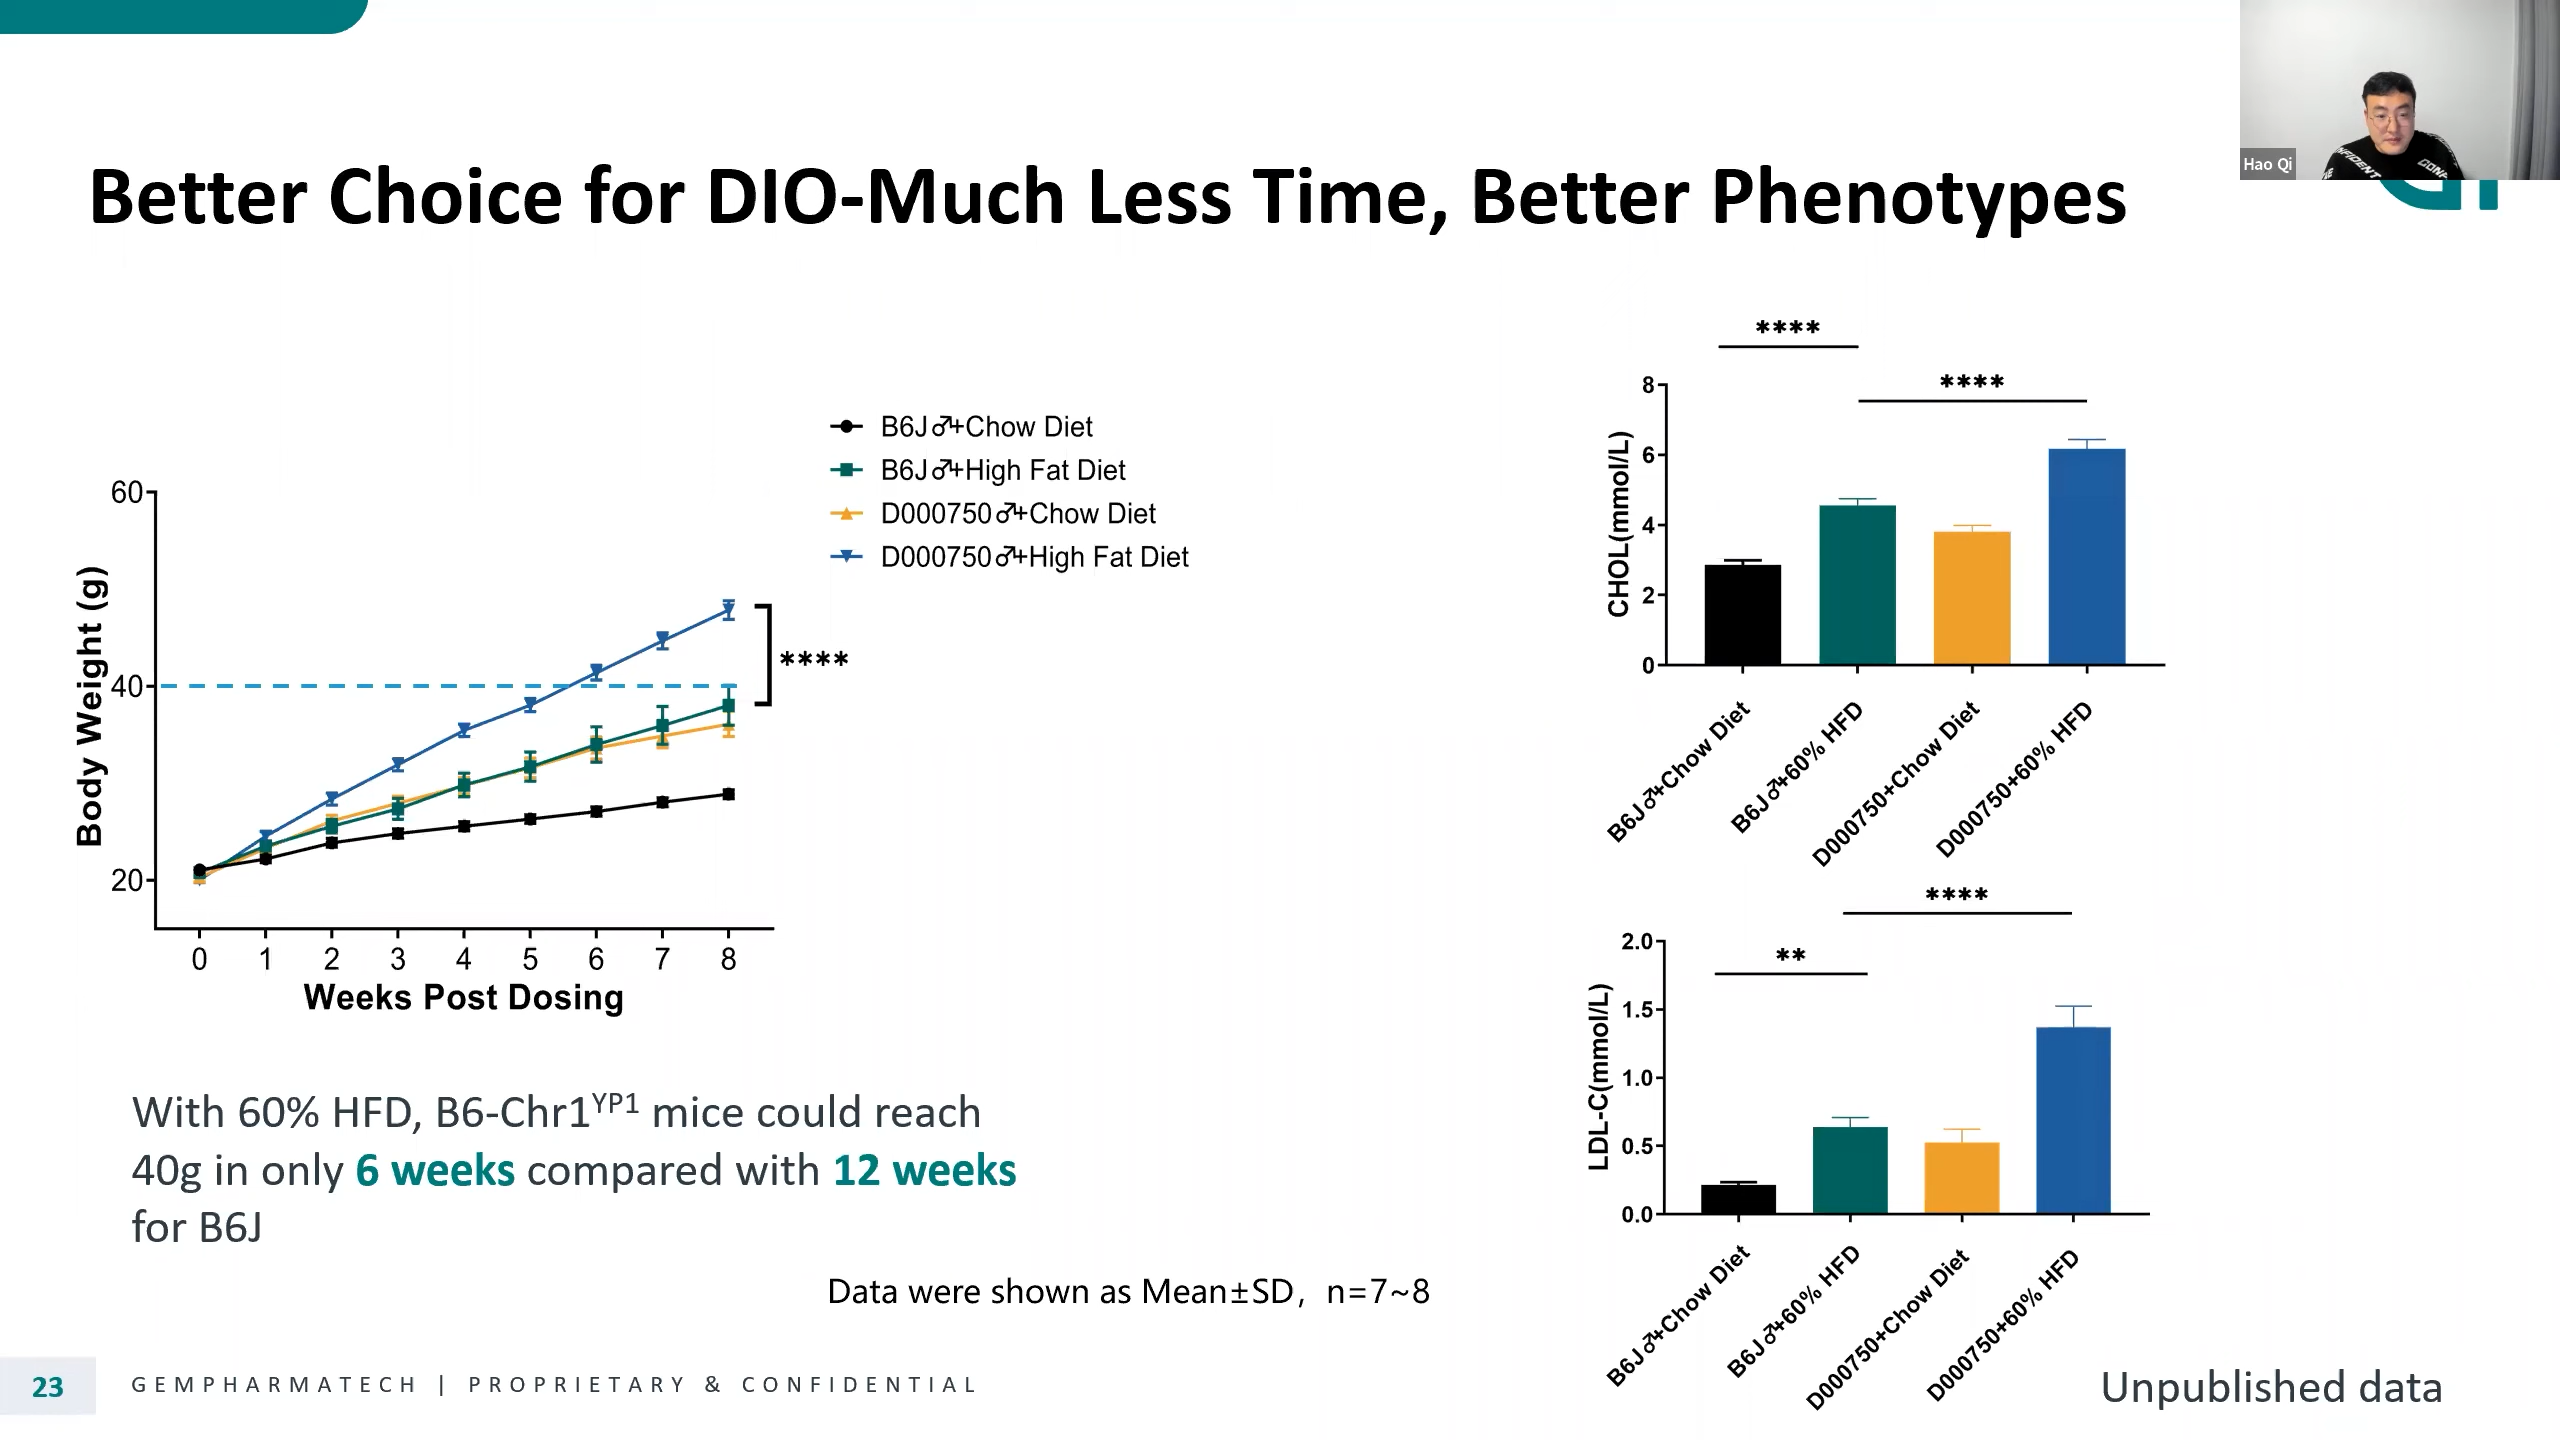 Hao Qi
Better Choice for DIO-Much Less Time, Better Phenotypes
B6J♂+Chow Diet
B6J♂+High Fat Diet
D000750♂+Chow Diet
D000750♂+High Fat Diet
60
40
20
Body Weight (g)
****
0 1 2 3 4 5 6 7 8
Weeks Post Dosing
****
****
8
6
4
2
0
CHOL(mmol/L)
B6J♂+Chow Diet
B6J♂+60% HFD
D000750+Chow Diet
D000750+60% HFD
****
**
2.0
1.5
1.0
0.5
0.0
LDL-C(mmol/L)
B6J♂+Chow Diet
B6J♂+60% HFD
D000750+Chow Diet
D000750+60% HFD
With 60% HFD, B6-Chr1YP1 mice could reach
40g in only 6 weeks compared with 12 weeks
for B6J
Data were shown as Mean±SD, n=7~8
23
GEMPHARMATECH | PROPRIETARY & CONFIDENTIAL
Unpublished data